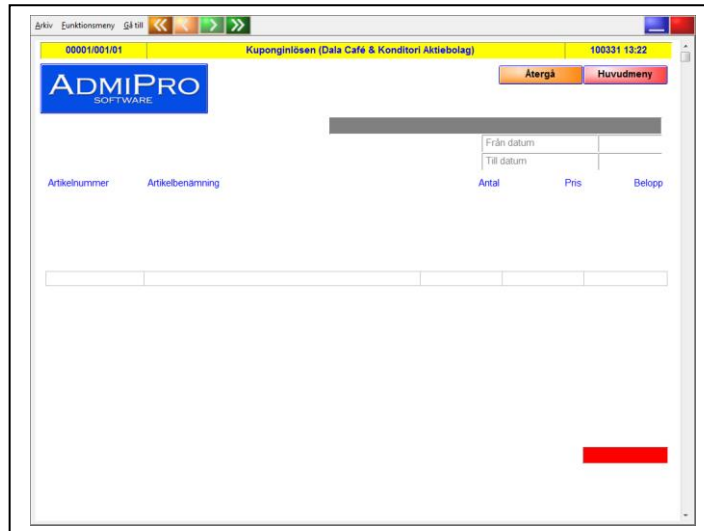 Arkiv Funktionsmeny Gå till
00001/001/01 Kuponginlösen (Dala Café & Konditori Aktiebolag) 100331 13:22
ADMIPRO
SOFTWARE
Återgå Huvudmeny
Från datum
Till datum
Artikelnummer Artikelbenämning Antal Pris Belopp